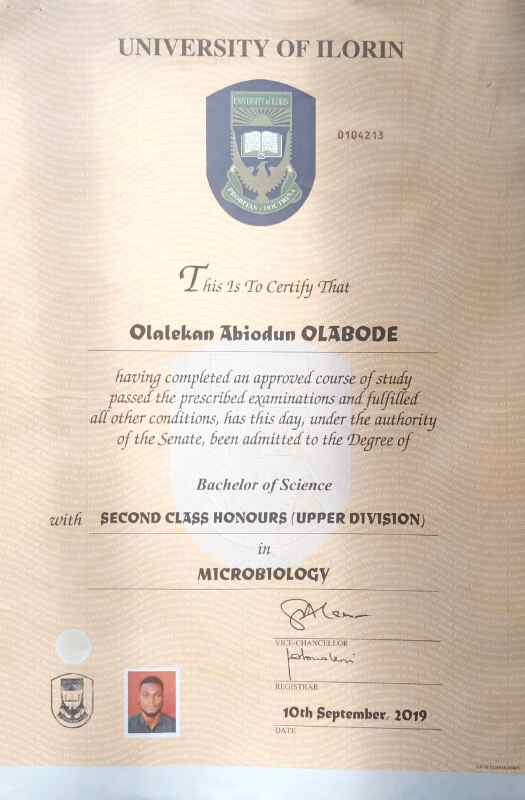 UNIVERSITY OF ILORIN
UNIVERSITY OF ILORIN
0104213
PROBITAS · DOCTRINA
This Is To Certify That
Olalekan Abiodun OLABODE
having completed an approved course of study
passed the prescribed examinations and fulfilled
all other conditions, has this day, under the authority
of the Senate, been admitted to the Degree of
Bachelor of Science
with SECOND CLASS HONOURS (UPPER DIVISION)
in
MICROBIOLOGY
VICE-CHANCELLOR
REGISTRAR
10th September, 2019
DATE